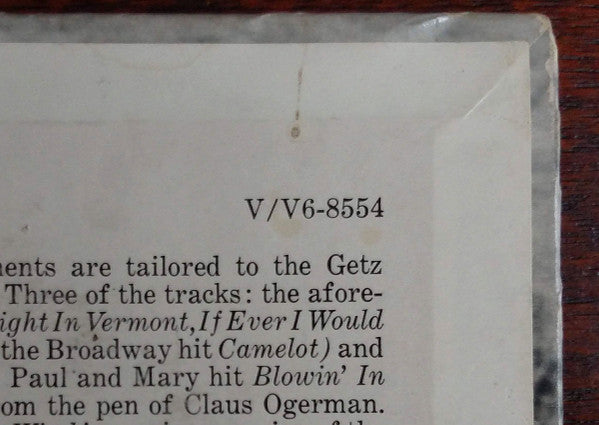 V/V6-8554
ments are tailored to the Getz
Three of the tracks: the afore-
ight In Vermont, If Ever I Would
the Broadway hit Camelot) and
Paul and Mary hit Blowin' In
om the pen of Claus Ogerman.